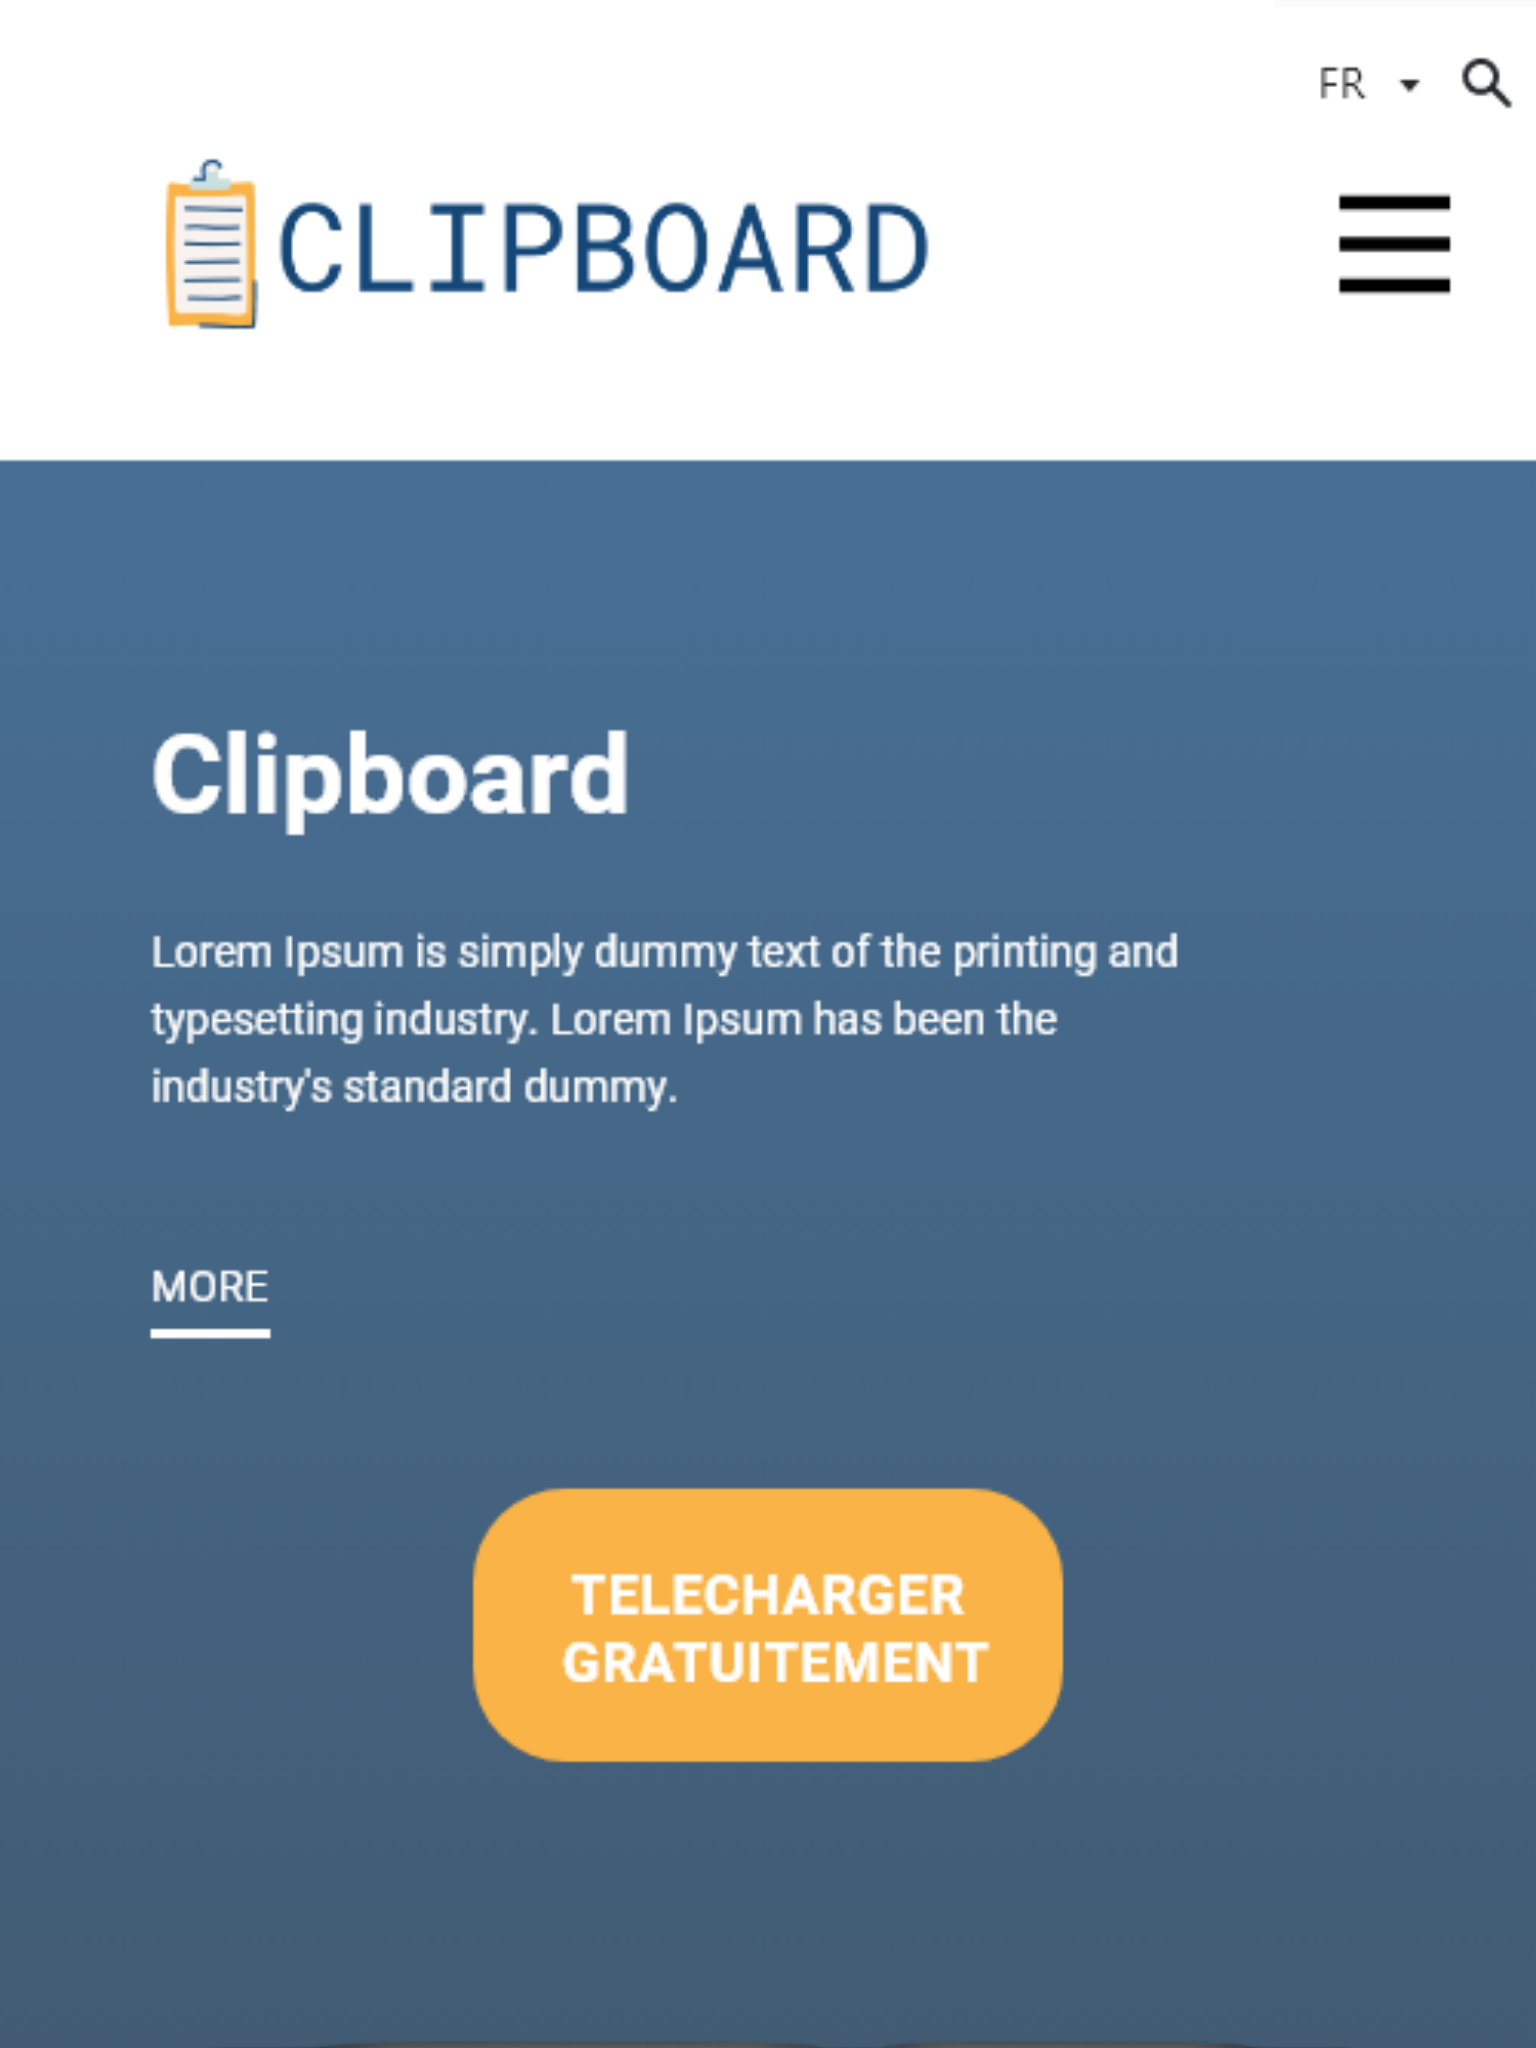 FR
CLIPBOARD
Clipboard
Lorem Ipsum is simply dummy text of the printing and
typesetting industry. Lorem Ipsum has been the
industry's standard dummy.
MORE
TELECHARGER
GRATUITEMENT